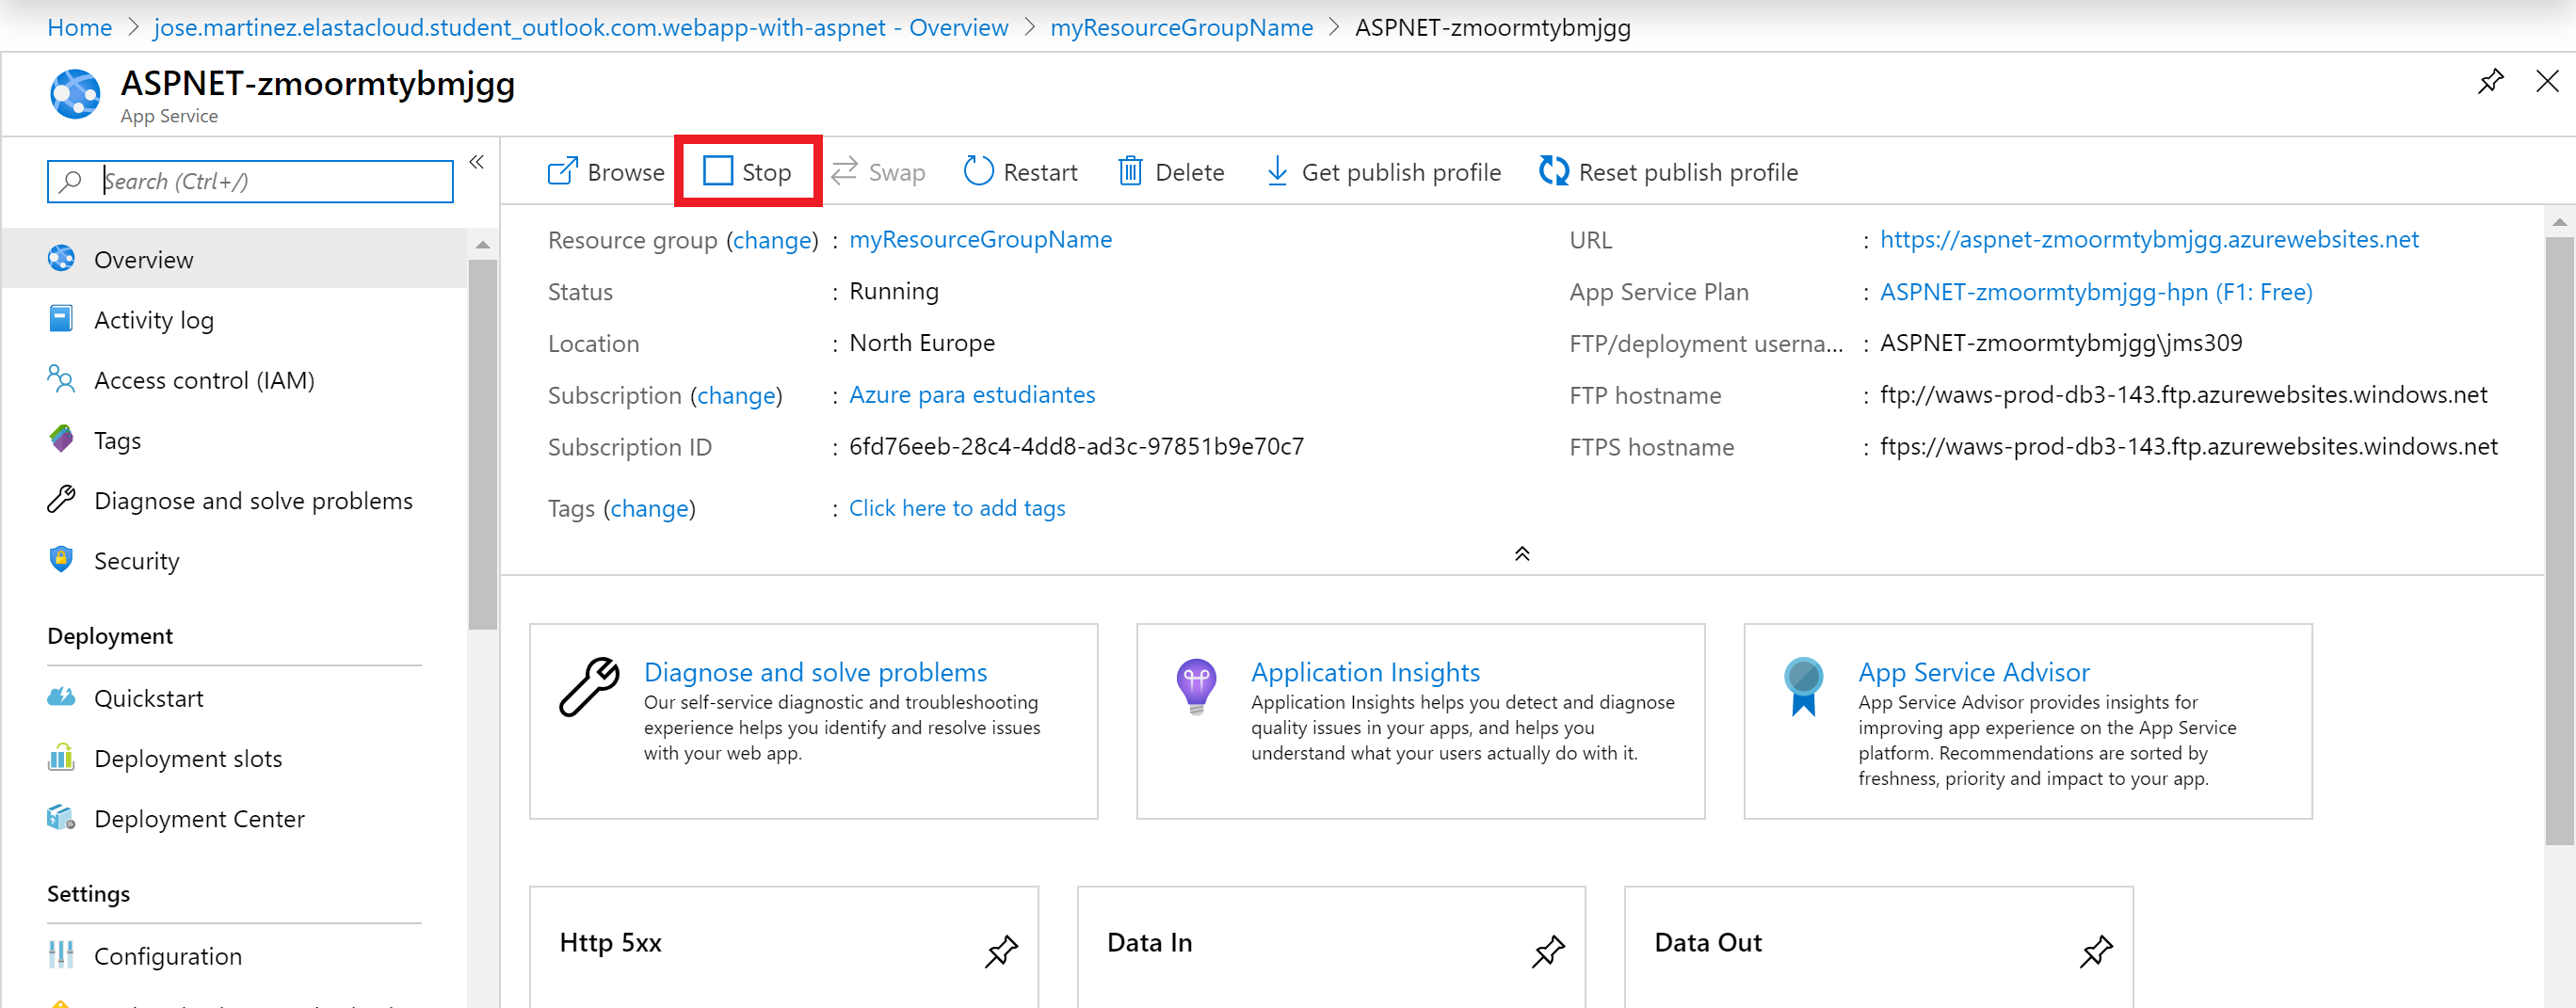 Home > jose.martinez.elastacloud.student_outlook.com.webapp-with-aspnet - Overview > myResourceGroupName > ASPNET-zmoormtybmjgg
ASPNET-zmoormtybmjgg
App Service
Search (Ctrl+/)
Overview
Activity log
Access control (IAM)
Tags
Diagnose and solve problems
Security
Deployment
Quickstart
Deployment slots
Deployment Center
Settings
Configuration
Browse Stop Swap Restart Delete Get publish profile Reset publish profile
Resource group (change) : myResourceGroupName
Status : Running
Location : North Europe
Subscription (change) : Azure para estudiantes
Subscription ID : 6fd76eeb-28c4-4dd8-ad3c-97851b9e70c7
Tags (change) : Click here to add tags
URL : https://aspnet-zmoormtybmjgg.azurewebsites.net
App Service Plan : ASPNET-zmoormtybmjgg-hpn (F1: Free)
FTP/deployment userna... : ASPNET-zmoormtybmjgg\jms309
FTP hostname : ftp://waws-prod-db3-143.ftp.azurewebsites.windows.net
FTPS hostname : ftps://waws-prod-db3-143.ftp.azurewebsites.windows.net
Diagnose and solve problems
Our self-service diagnostic and troubleshooting
experience helps you identify and resolve issues
with your web app.
Application Insights
Application Insights helps you detect and diagnose
quality issues in your apps, and helps you
understand what your users actually do with it.
App Service Advisor
App Service Advisor provides insights for
improving app experience on the App Service
platform. Recommendations are sorted by
freshness, priority and impact to your app.
Http 5xx
Data In
Data Out